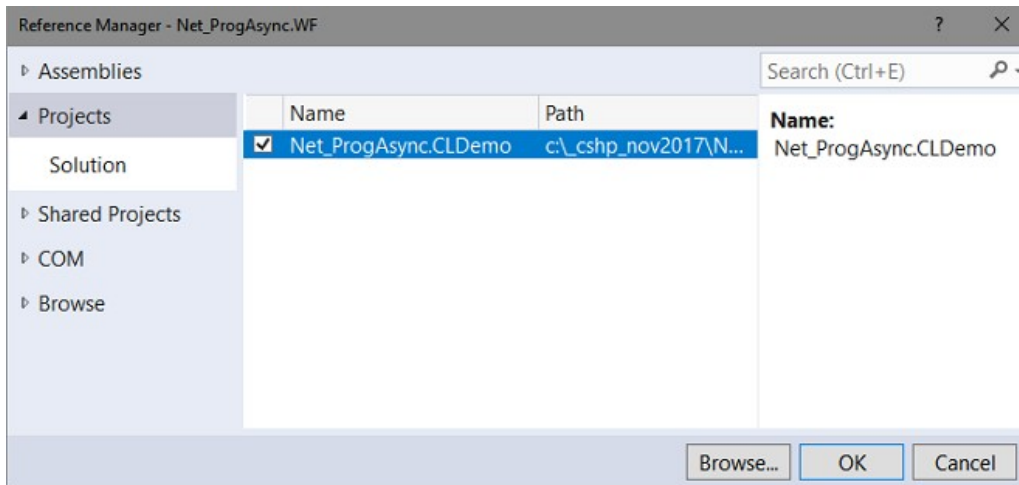 Reference Manager - Net_ProgAsync.WF ?
Assemblies
Search (Ctrl+E)
Projects
Solution
Shared Projects
COM
Browse
Name Path
Net_ProgAsync.CLDemo c:\_cshp_nov2017\N...
Name:
Net_ProgAsync.CLDemo
Browse... OK Cancel